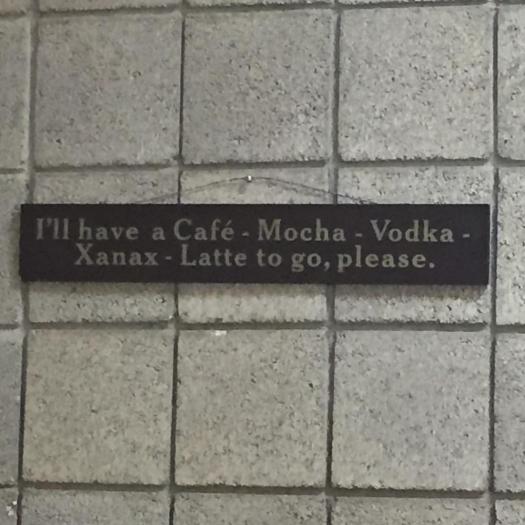 I'll have a Café - Mocha - Vodka -
Xanax - Latte to go, please.